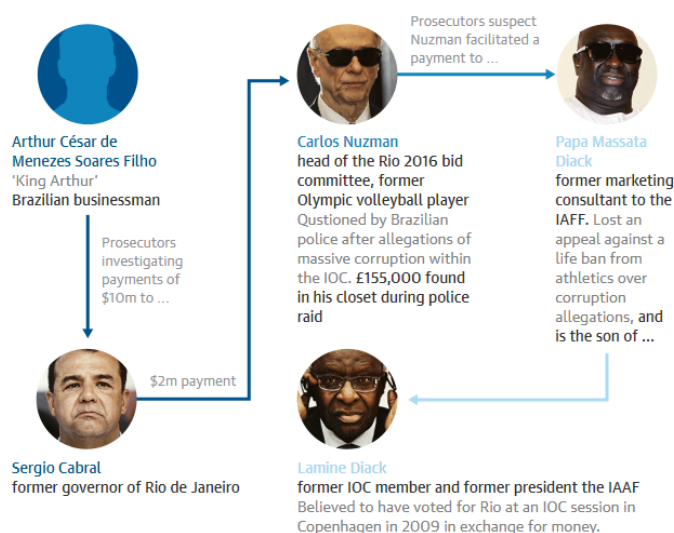 Prosecutors suspect
Nuzman facilitated a
payment to ...
Arthur César de
Menezes Soares Filho
‘King Arthur’
Brazilian businessman
Prosecutors
investigating
payments of
$10m to ...
Carlos Nuzman
head of the Rio 2016 bid
committee, former
Olympic volleyball player
Qustioned by Brazilian
police after allegations of
massive corruption within
the IOC. £155,000 found
in his closet during police
raid
Papa Massata
Diack
former marketing
consultant to the
IAFF. Lost an
appeal against a
life ban from
athletics over
corruption
allegations, and
is the son of ...
$2m payment
Sergio Cabral
former governor of Rio de Janeiro
Lamine Diack
former IOC member and former president the IAAF
Believed to have voted for Rio at an IOC session in
Copenhagen in 2009 in exchange for money.